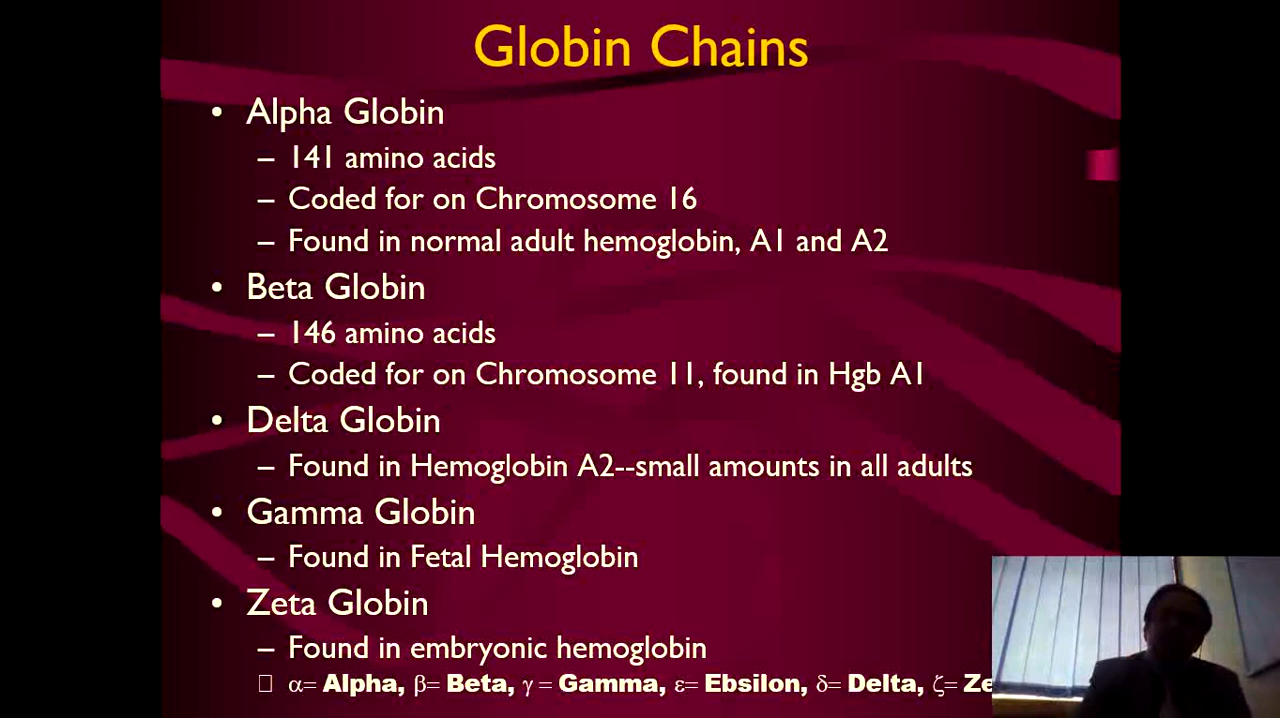 Globin Chains
• Alpha Globin
– 141 amino acids
– Coded for on Chromosome 16
– Found in normal adult hemoglobin, A1 and A2
• Beta Globin
– 146 amino acids
– Coded for on Chromosome 11, found in Hgb A1
• Delta Globin
– Found in Hemoglobin A2--small amounts in all adults
• Gamma Globin
– Found in Fetal Hemoglobin
• Zeta Globin
– Found in embryonic hemoglobin
α= Alpha, β= Beta, γ = Gamma, ε= Ebsilon, δ= Delta, ζ=